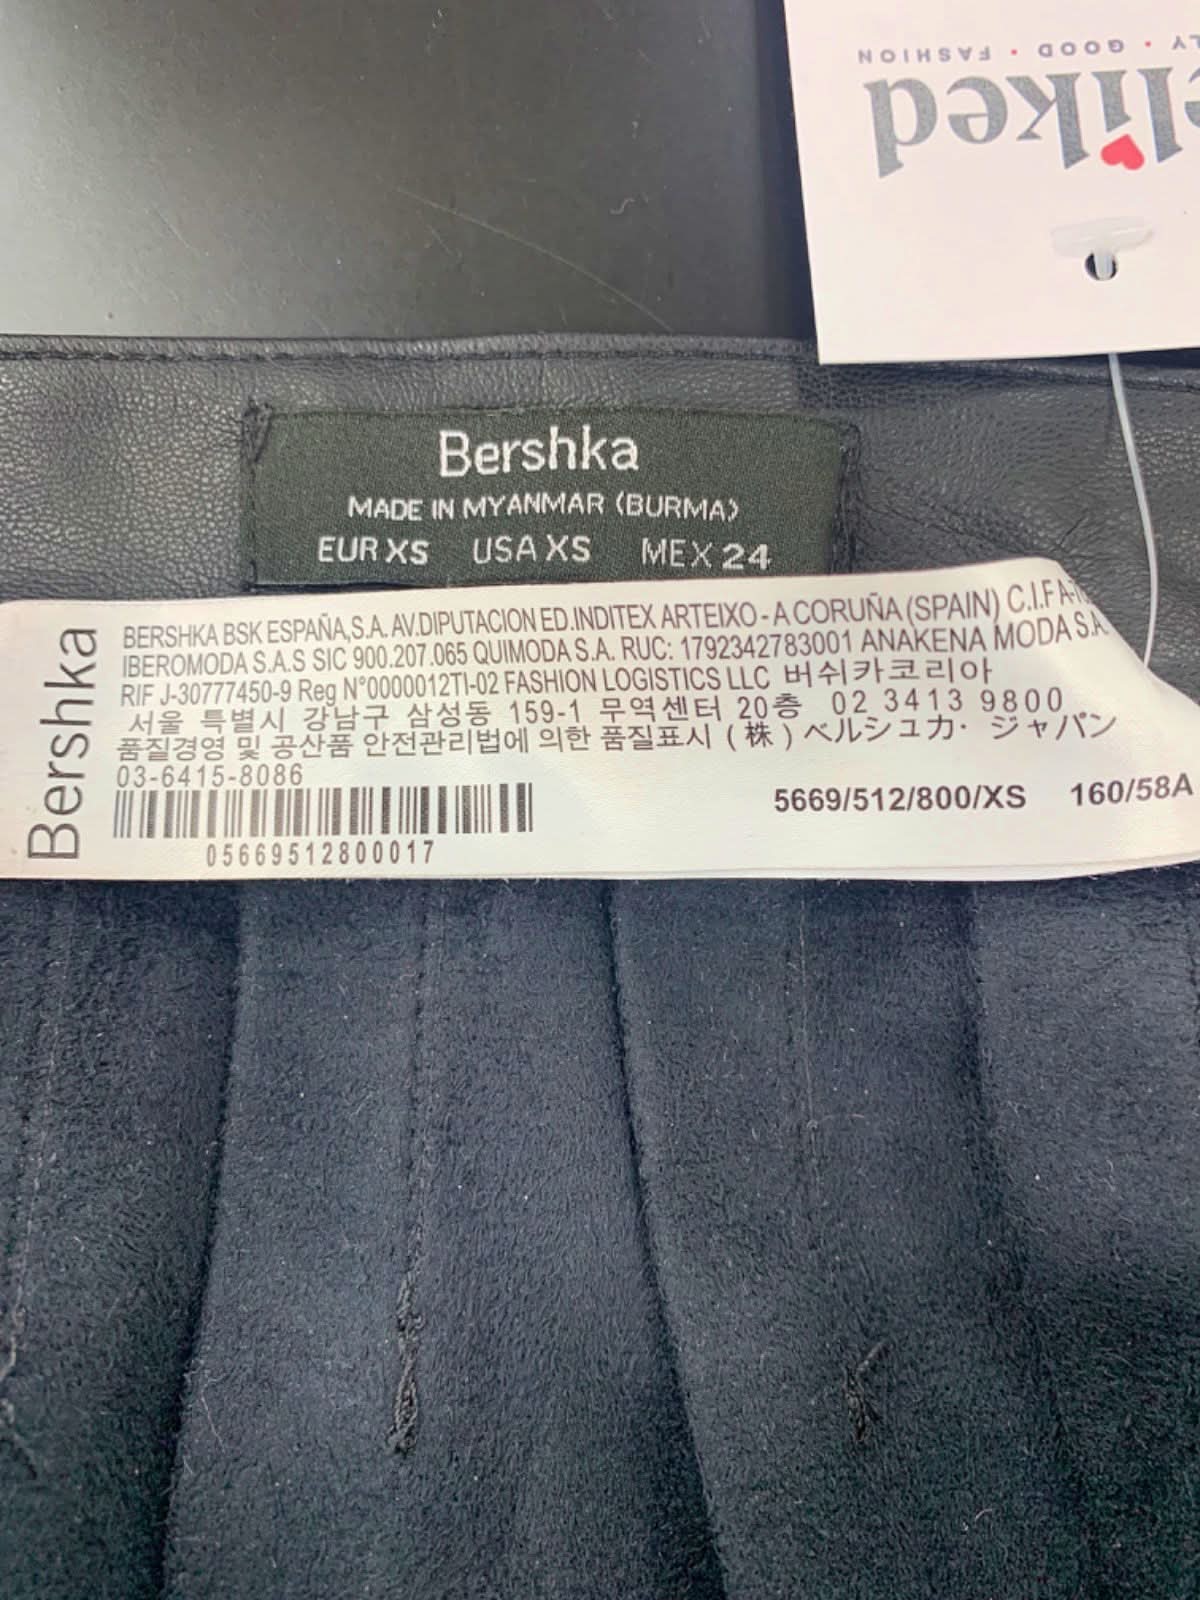 LY • GOOD • FASHION
eliked
Bershka
MADE IN MYANMAR (BURMA)
EUR XS USA XS MEX 24
Bershka
BERSHKA BSK ESPAÑA, S.A. AV.DIPUTACION ED.INDITEX ARTEIXO - A CORUÑA (SPAIN) C.I.F A-
IBEROMODA S.A.S SIC 900.207.065 QUIMODA S.A. RUC: 1792342783001 ANAKENA MODA S.A.
RIF J-30777450-9 Reg N°0000012TI-02 FASHION LOGISTICS LLC 버쉬카코리아
서울 특별시 강남구 삼성동 159-1 무역센터 20층 02 3413 9800
품질경영 및 공산품 안전관리법에 의한 품질표시 (株) ベルシュカ・ジャパン
03-6415-8086
05669512800017
5669/512/800/XS 160/58A